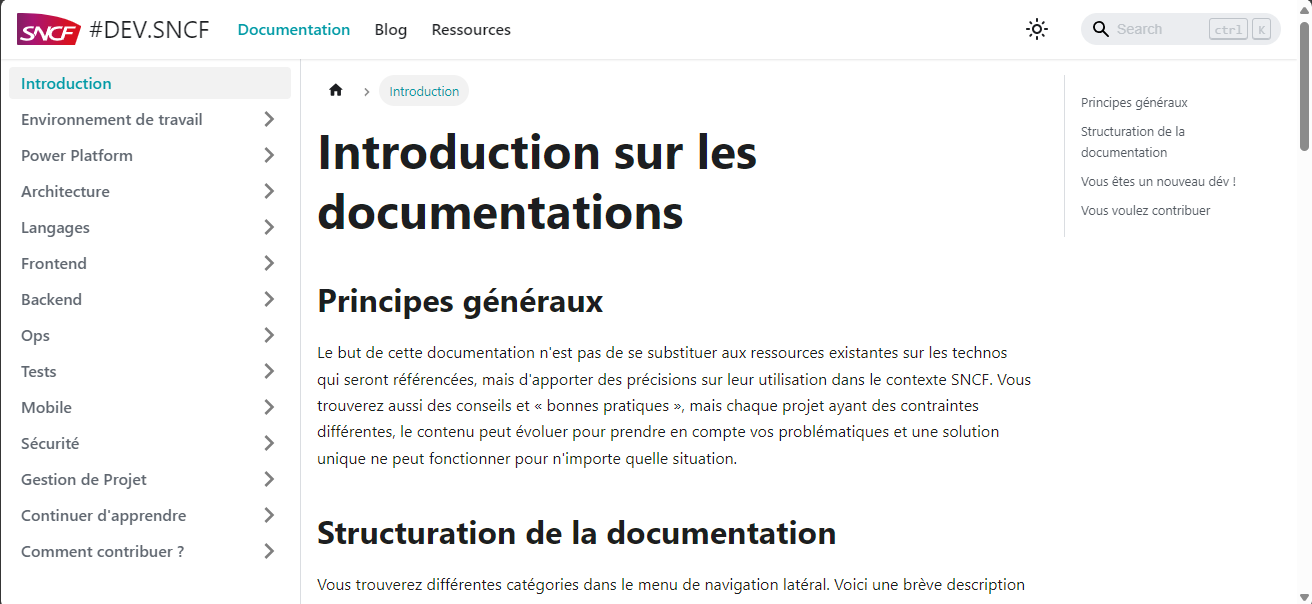 SNCF #DEV.SNCF Documentation Blog Ressources Search ctrl K
Introduction
Environnement de travail
Power Platform
Architecture
Langages
Frontend
Backend
Ops
Tests
Mobile
Sécurité
Gestion de Projet
Continuer d'apprendre
Comment contribuer ?
Introduction
Introduction sur les
documentations
Principes généraux
Le but de cette documentation n'est pas de se substituer aux ressources existantes sur les technos
qui seront référencées, mais d'apporter des précisions sur leur utilisation dans le contexte SNCF. Vous
trouverez aussi des conseils et « bonnes pratiques », mais chaque projet ayant des contraintes
différentes, le contenu peut évoluer pour prendre en compte vos problématiques et une solution
unique ne peut fonctionner pour n'importe quelle situation.
Structuration de la documentation
Vous trouverez différentes catégories dans le menu de navigation latéral. Voici une brève description
Principes généraux
Structuration de la
documentation
Vous êtes un nouveau dév !
Vous voulez contribuer